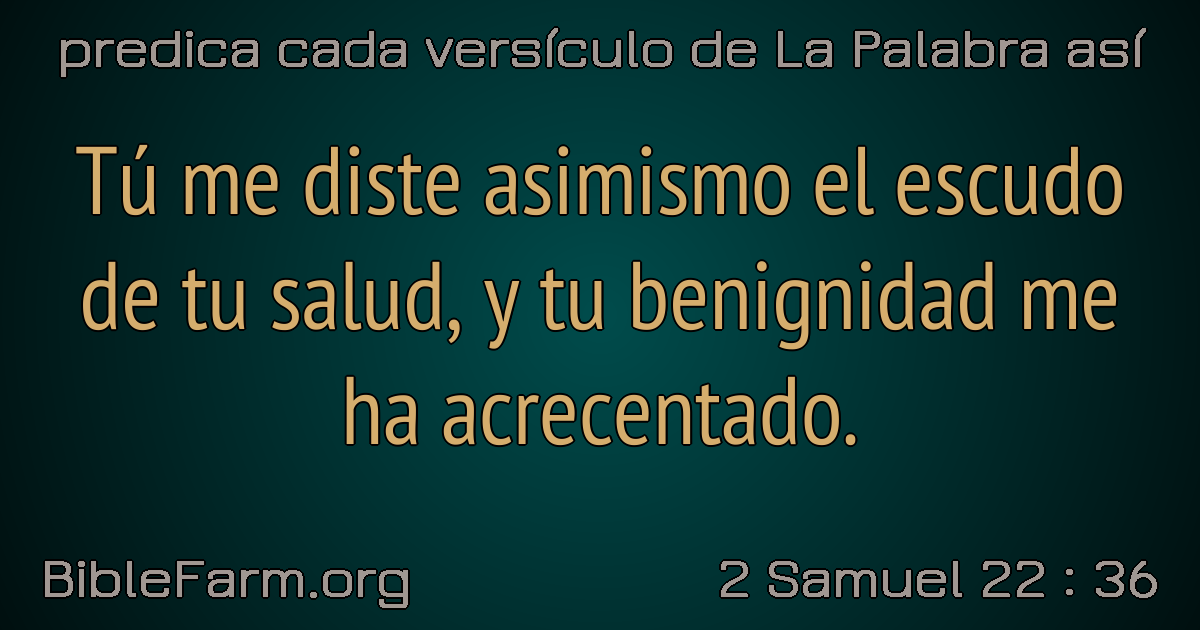 predica cada versículo de La Palabra así
Tú me diste asimismo el escudo
de tu salud, y tu benignidad me
ha acrecentado.
BibleFarm.org
2 Samuel 22 : 36